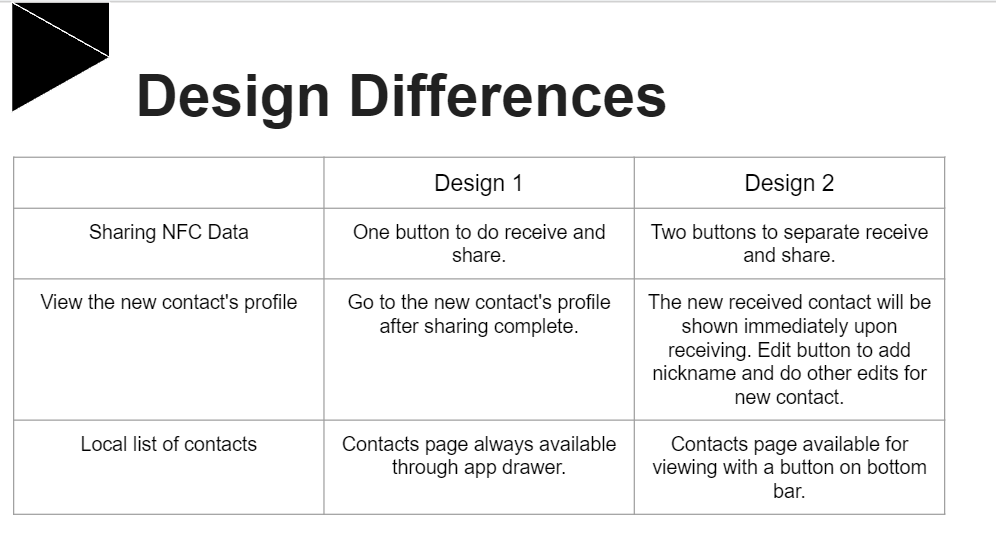 Design Differences
Design 1
Design 2
Sharing NFC Data
One button to do receive and
share.
Two buttons to separate receive
and share.
View the new contact's profile
Go to the new contact's profile
after sharing complete.
The new received contact will be
shown immediately upon
receiving. Edit button to add
nickname and do other edits for
new contact.
Local list of contacts
Contacts page always available
through app drawer.
Contacts page available for
viewing with a button on bottom
bar.